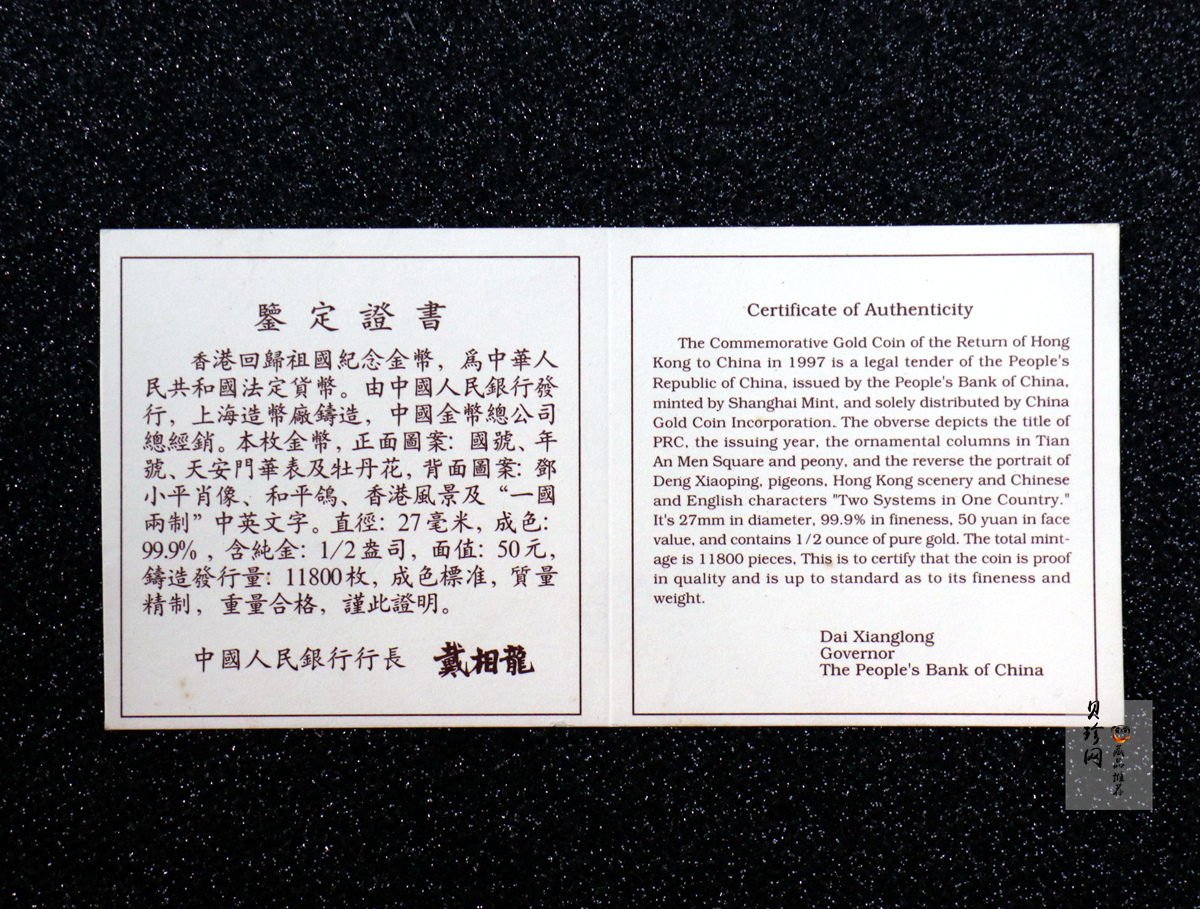 鑒定證書
香港回歸祖國紀念金幣，爲中華人
民共和國法定貨幣。由中國人民銀行發
行，上海造幣廠鑄造，中國金幣總公司
總經銷。本枚金幣，正面圖案：國號、年
號、天安門華表及牡丹花，背面圖案：鄧
小平肖像、和平鴿、香港風景及“一國
兩制”中英文字。直徑：27毫米，成色：
99.9%，含純金：1/2盎司，面值：50元，
鑄造發行量：11800枚，成色標准，質量
精制，重量合格，謹此證明。
中國人民銀行行長 戴相龍
Certificate of Authenticity
The Commemorative Gold Coin of the Return of Hong
Kong to China in 1997 is a legal tender of the People's
Republic of China, issued by the People's Bank of China,
minted by Shanghai Mint, and solely distributed by China
Gold Coin Incorporation. The obverse depicts the title of
PRC, the issuing year, the ornamental columns in Tian
An Men Square and peony, and the reverse the portrait of
Deng Xiaoping, pigeons, Hong Kong scenery and Chinese
and English characters "Two Systems in One Country."
It's 27mm in diameter, 99.9% in fineness, 50 yuan in face
value, and contains 1/2 ounce of pure gold. The total mint-
age is 11800 pieces, This is to certify that the coin is proof
in quality and is up to standard as to its fineness and
weight.
Dai Xianglong
Governor
The People's Bank of China
贝珍网
藏品推荐